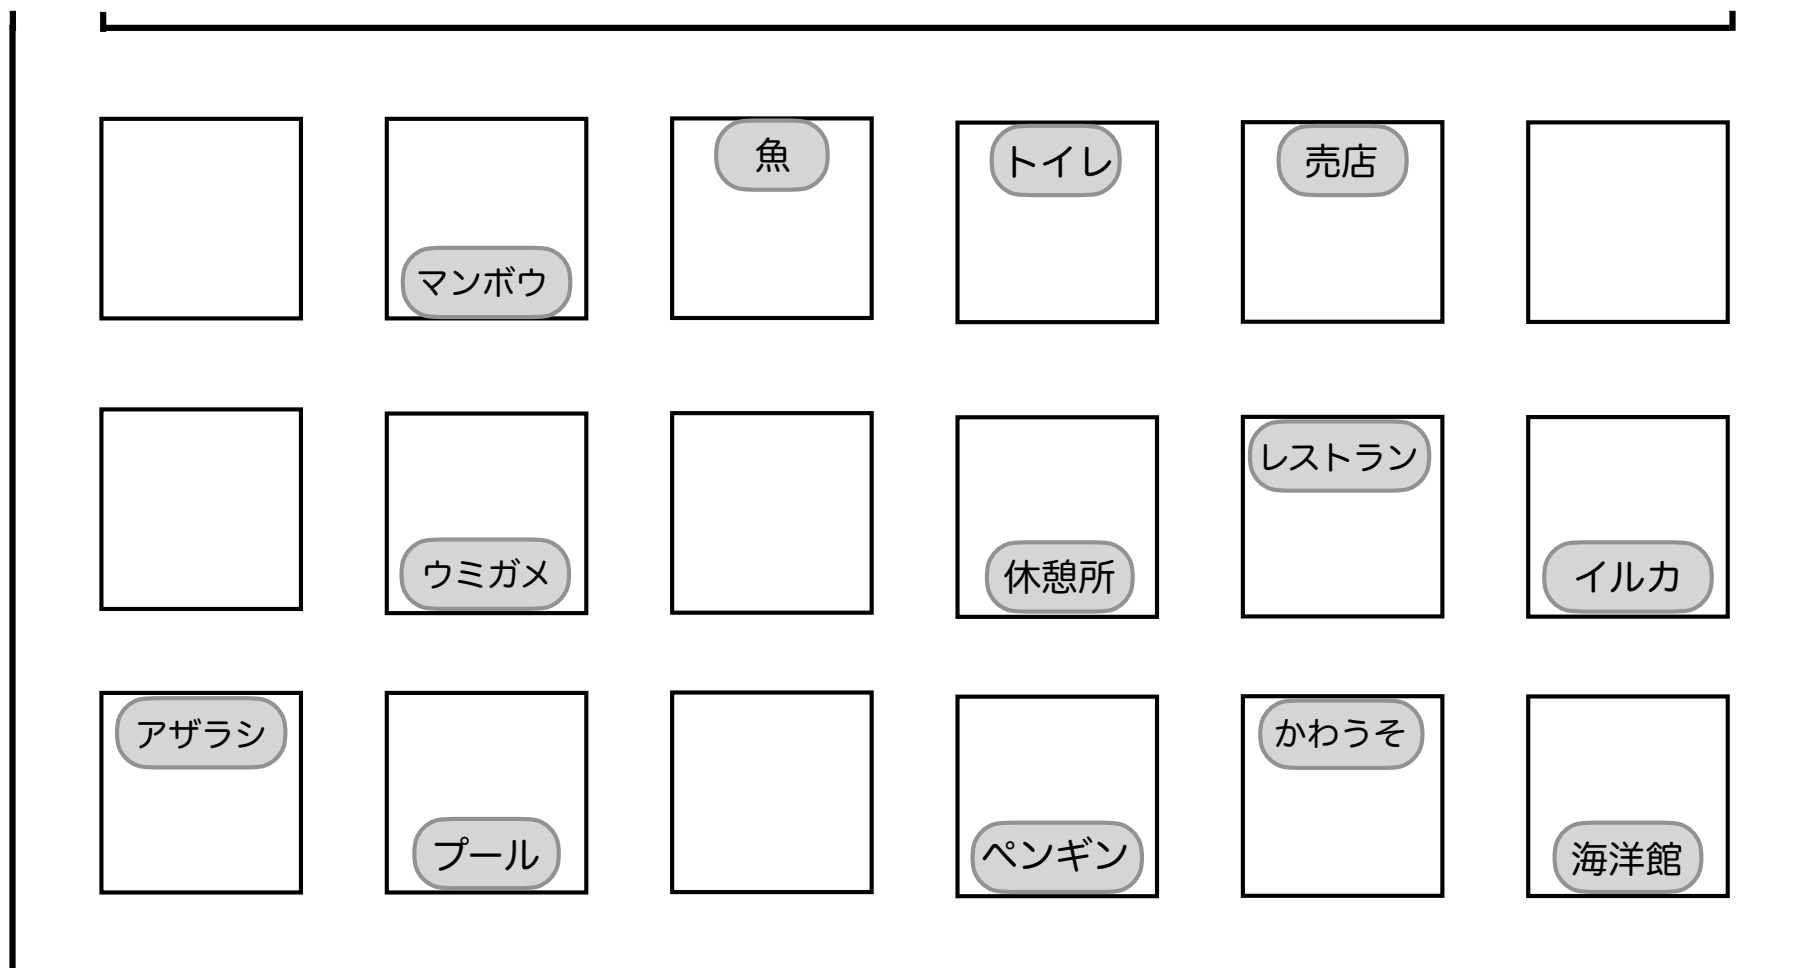 魚
トイレ
売店
マンボウ
レストラン
ウミガメ
休憩所
イルカ
アザラシ
かわうそ
プール
ペンギン
海洋館